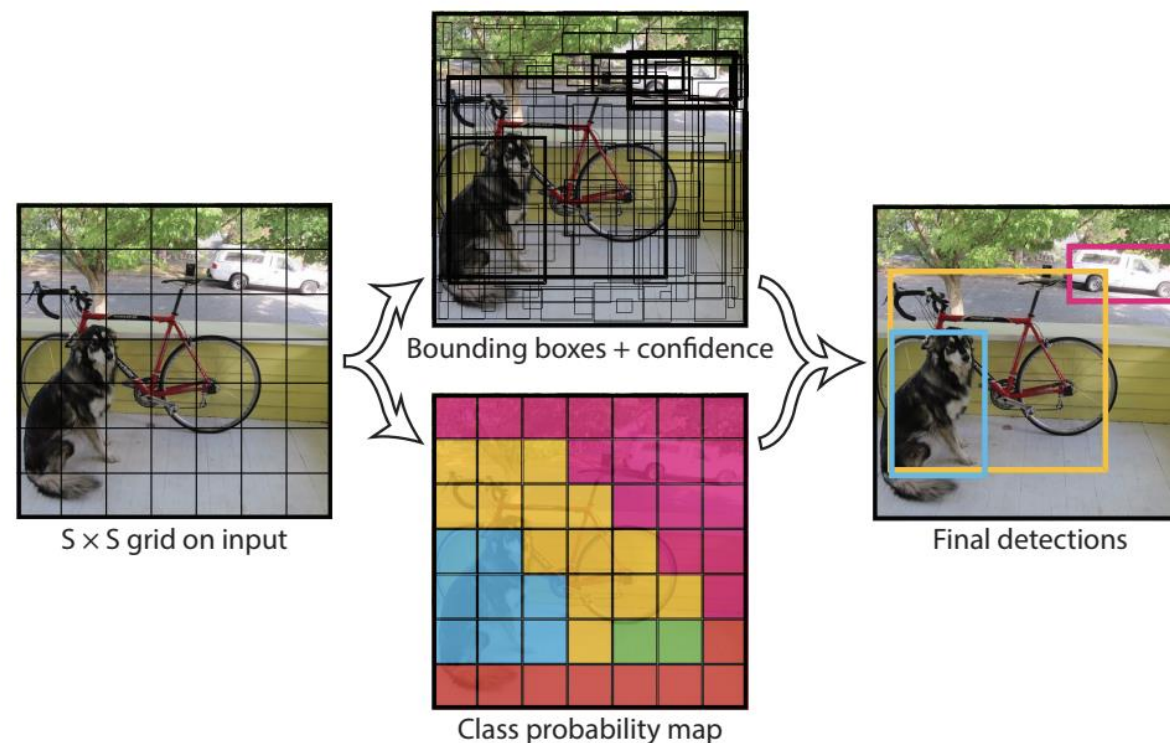 Bounding boxes + confidence
S × S grid on input
Final detections
Class probability map